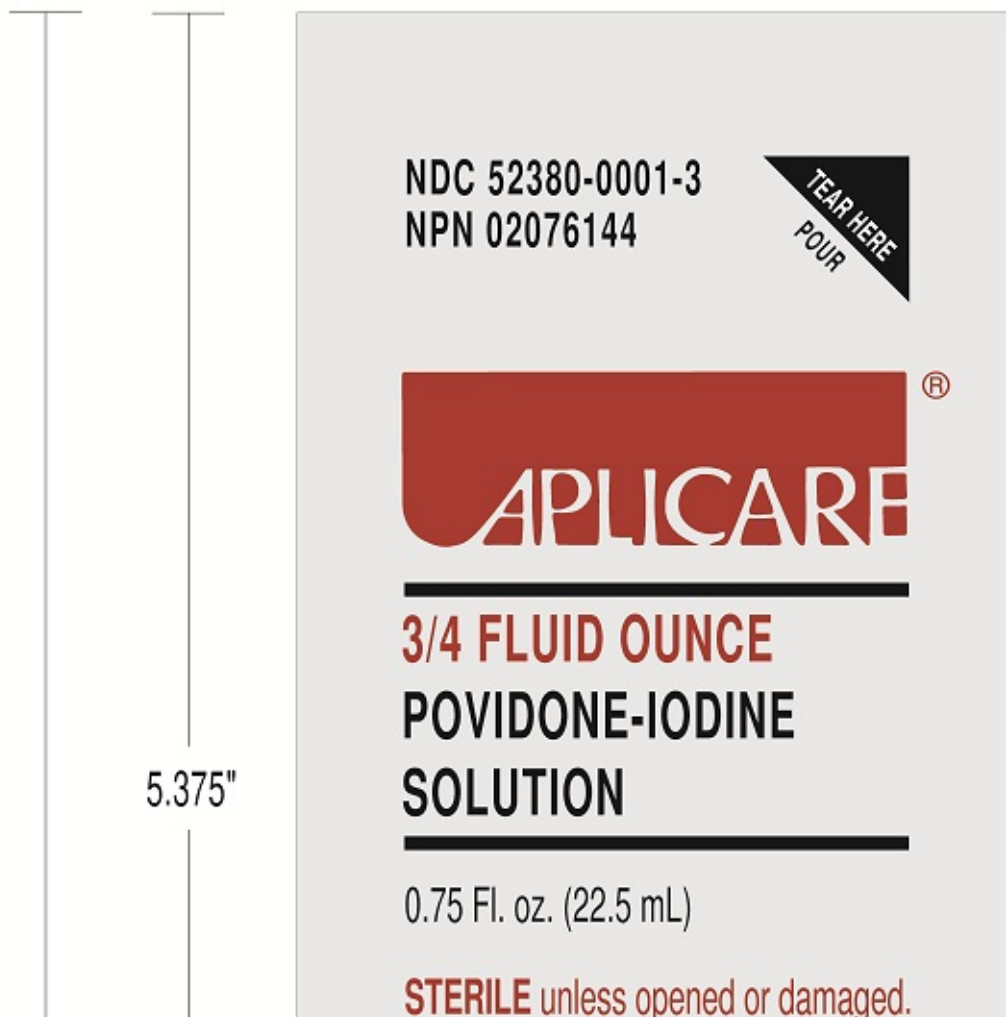 NDC 52380-0001-3
NPN 02076144
TEAR HERE
POUR
APLICARE®
3/4 FLUID OUNCE
POVIDONE-IODINE
SOLUTION
5.375"
0.75 Fl. oz. (22.5 mL)
STERILE unless opened or damaged.